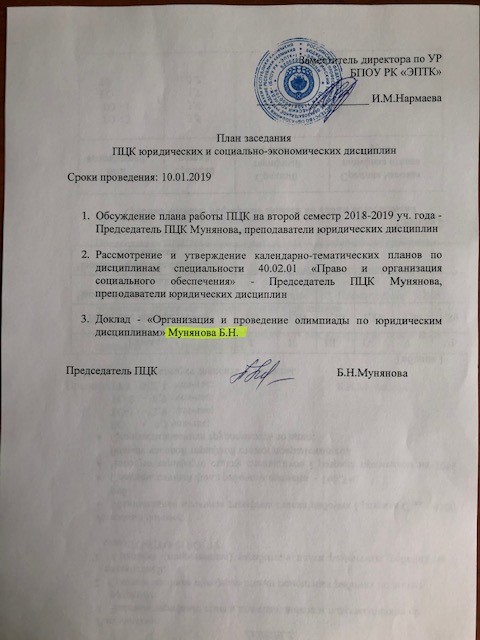 Заместитель директора по УР
БПОУ РК «ЭПТК»
И.М.Нармаева
План заседания
ПЦК юридических и социально-экономических дисциплин
Сроки проведения: 10.01.2019
1. Обсуждение плана работы ПЦК на второй семестр 2018-2019 уч. года -
Председатель ПЦК Мунянова, преподаватели юридических дисциплин
2. Рассмотрение и утверждение календарно-тематических планов по
дисциплинам специальности 40.02.01 «Право и организация
социального обеспечения» - Председатель ПЦК Мунянова,
преподаватели юридических дисциплин
3. Доклад - «Организация и проведение олимпиады по юридическим
дисциплинам» Мунянова Б.Н.
Председатель ПЦК Б.Н.Мунянова